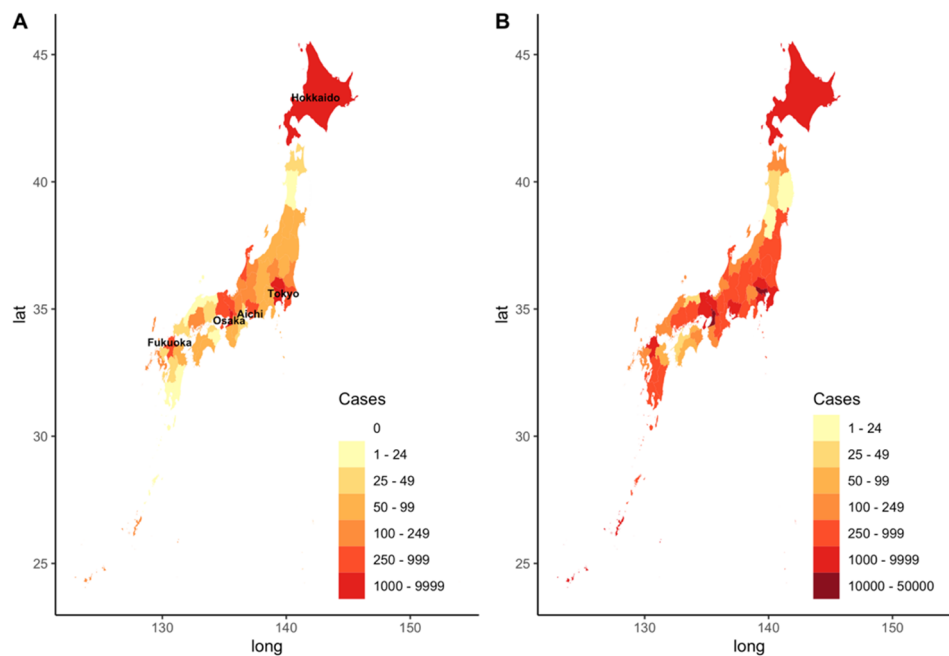 A
45
40
35
30
25
lat
Hokkaido
Tokyo
Aichi
Osaka
Fukuoka
Cases
0
1 - 24
25 - 49
50 - 99
100 - 249
250 - 999
1000 - 9999
130
140
150
long
B
45
40
35
30
25
lat
Cases
1 - 24
25 - 49
50 - 99
100 - 249
250 - 999
1000 - 9999
10000 - 50000
130
140
150
long